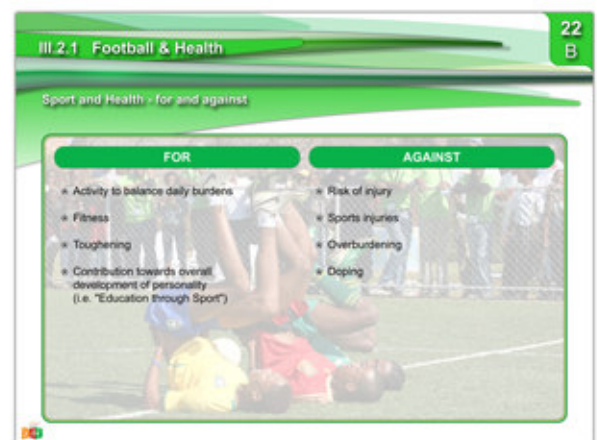 22
III.2.1 Football & Health
B
Sport and Health - for and against
FOR
Activity to balance daily burdens
Fitness
Toughening
Contribution towards overall
development of personality
(i.e. "Education through Sport")
AGAINST
Risk of injury
Sports injuries
Overburdening
Doping